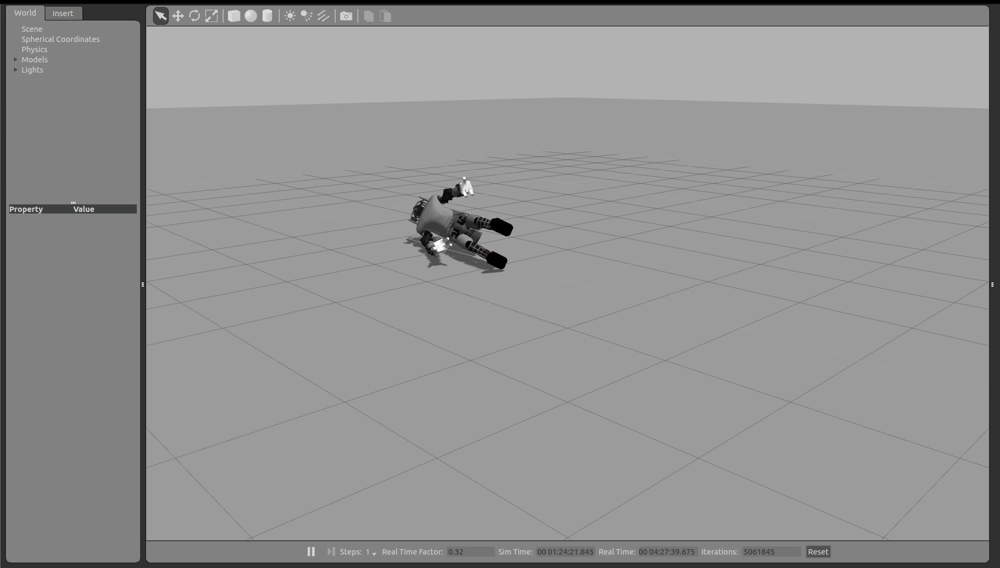 World Insert
Scene
Spherical Coordinates
Physics
Models
Lights
Property Value
Steps: 1 Real Time Factor: 0.32 Sim Time: 00 01:24:21.845 Real Time: 00 04:27:39.675 Iterations: 5061845 Reset